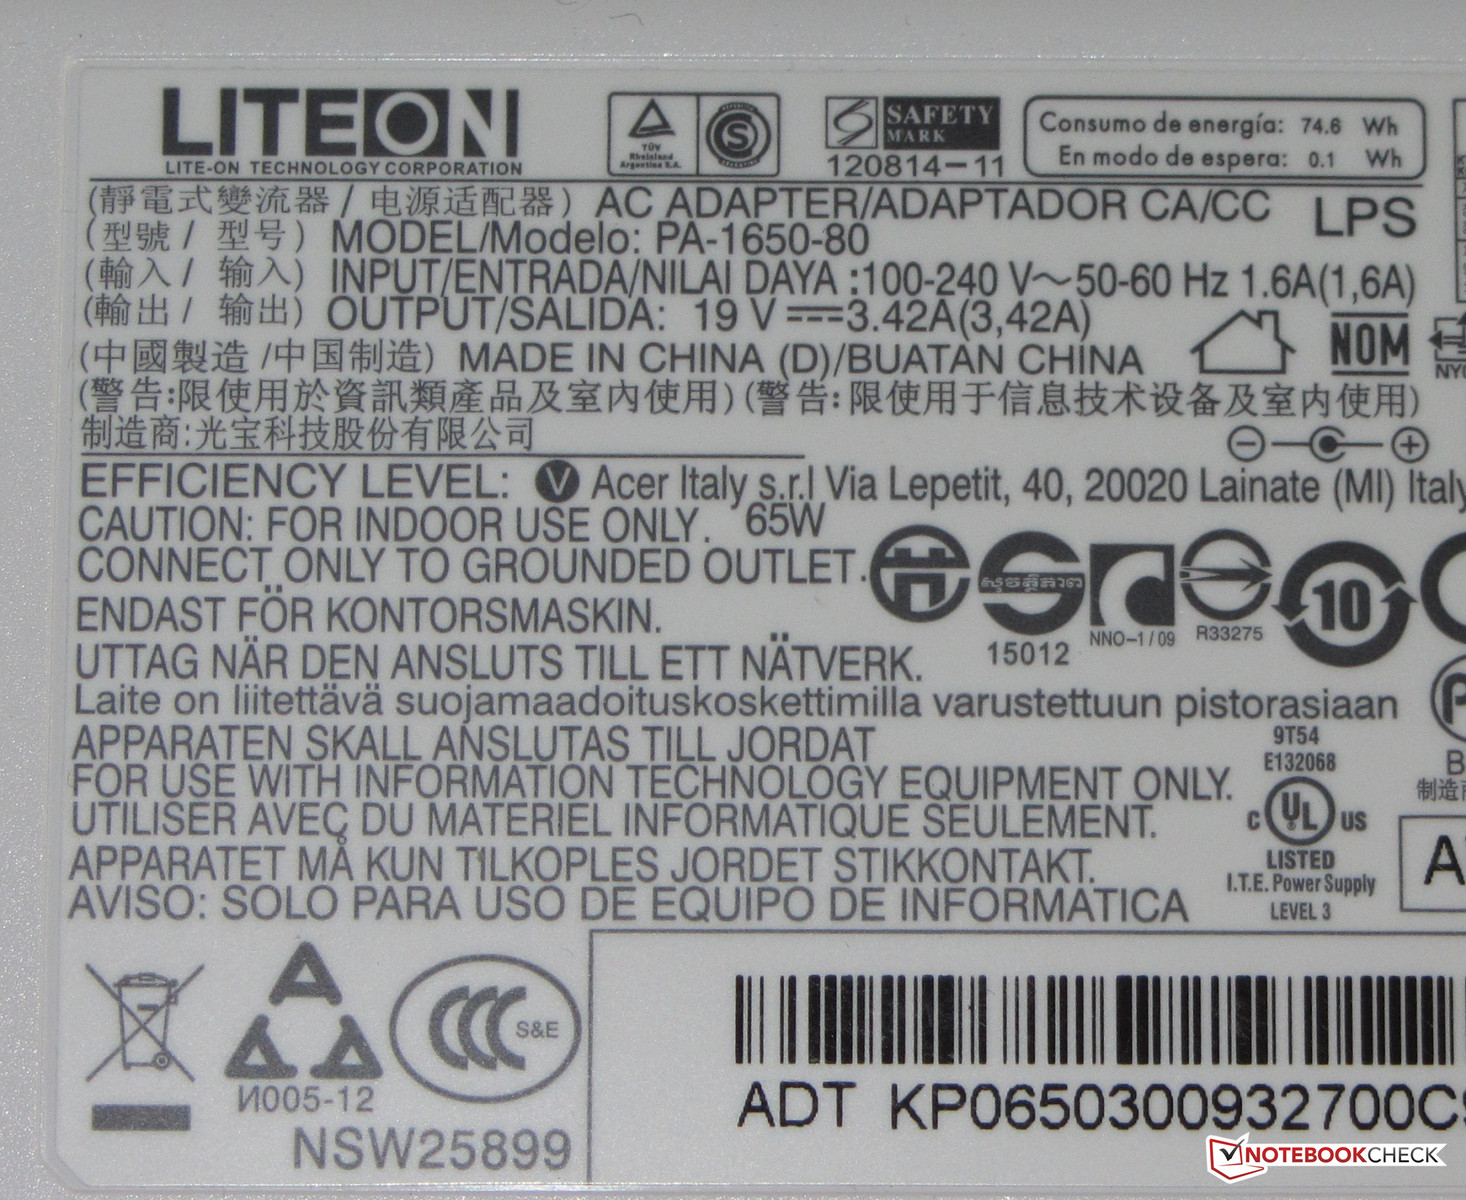 LITEON
LITE-ON TECHNOLOGY CORPORATION
TÜV
Rheinland
Argentina S.A.
S
SAFETY
MARK
120814-11
Consumo de energía: 74.6 Wh
En modo de espera: 0.1 Wh
(靜電式變流器 / 电源适配器) AC ADAPTER/ADAPTADOR CA/CC LPS
(型號 / 型号) MODEL/Modelo: PA-1650-80
(輸入 / 输入) INPUT/ENTRADA/NILAI DAYA :100-240 V~50-60 Hz 1.6A(1,6A)
(輸出 / 输出) OUTPUT/SALIDA: 19 V ⎓3.42A(3,42A)
NOM
NYC
(中國製造 /中国制造) MADE IN CHINA (D)/BUATAN CHINA
(警告:限使用於資訊類產品及室內使用) (警告: 限使用于信息技术设备及室内使用)
制造商:光宝科技股份有限公司
EFFICIENCY LEVEL: V Acer Italy s.r.l Via Lepetit, 40, 20020 Lainate (MI) Italy
CAUTION: FOR INDOOR USE ONLY. 65W
CONNECT ONLY TO GROUNDED OUTLET.
15012
NNO-1/09
R33275
10
ENDAST FÖR KONTORSMASKIN.
UTTAG NÄR DEN ANSLUTS TILL ETT NÄTVERK.
Laite on liitettävä suojamaadoituskoskettimilla varustettuun pistorasiaan
APPARATEN SKALL ANSLUTAS TILL JORDAT
FOR USE WITH INFORMATION TECHNOLOGY EQUIPMENT ONLY.
UTILISER AVEC DU MATERIEL INFORMATIQUE SEULEMENT.
APPARATET MÅ KUN TILKOPLES JORDET STIKKONTAKT.
AVISO: SOLO PARA USO DE EQUIPO DE INFORMATICA
9T54
E132068
C UL US
LISTED
I.T.E. Power Supply
LEVEL 3
制造商
CCC S&E
И005-12
NSW25899
ADT KP0650300932700C9
NOTEBOOKCHECK